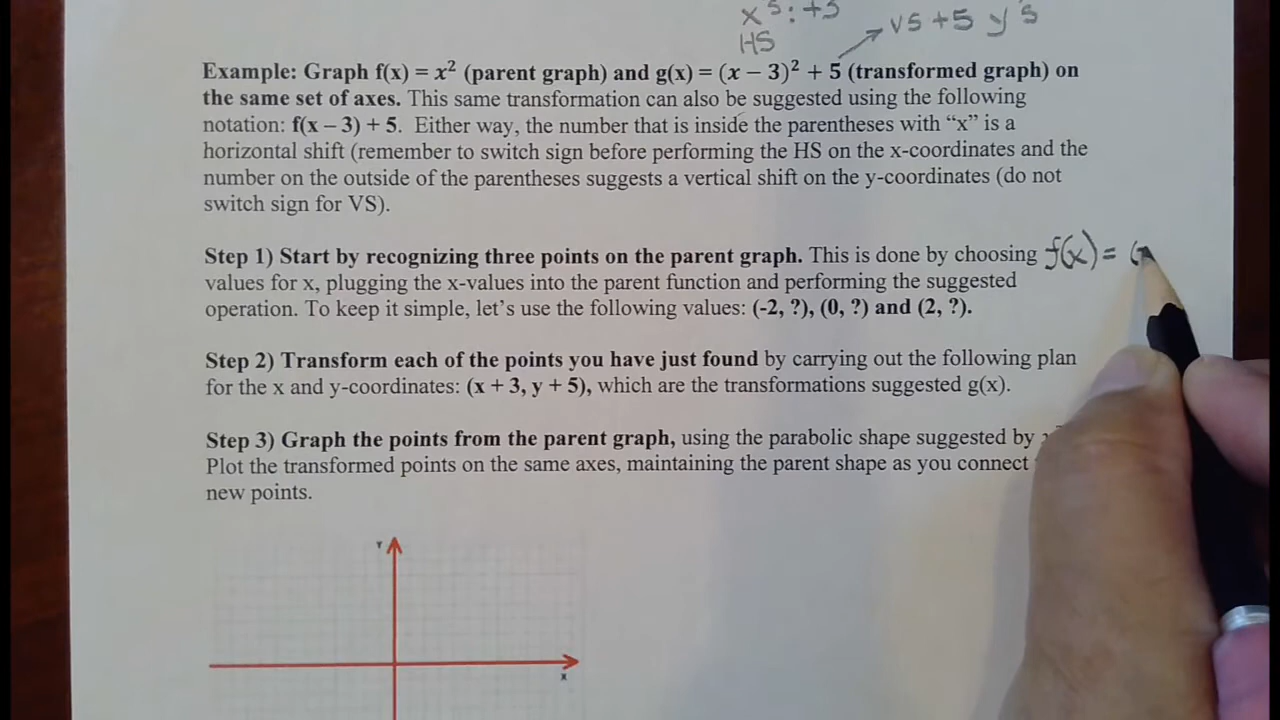 x's: +3
HS
VS +5 y's
Example: Graph f(x) = x² (parent graph) and g(x) = (x − 3)² + 5 (transformed graph) on
the same set of axes. This same transformation can also be suggested using the following
notation: f(x – 3) + 5. Either way, the number that is inside the parentheses with “x” is a
horizontal shift (remember to switch sign before performing the HS on the x-coordinates and the
number on the outside of the parentheses suggests a vertical shift on the y-coordinates (do not
switch sign for VS).
Step 1) Start by recognizing three points on the parent graph. This is done by choosing f(x) = (
values for x, plugging the x-values into the parent function and performing the suggested
operation. To keep it simple, let’s use the following values: (-2, ?), (0, ?) and (2, ?).
Step 2) Transform each of the points you have just found by carrying out the following plan
for the x and y-coordinates: (x + 3, y + 5), which are the transformations suggested g(x).
Step 3) Graph the points from the parent graph, using the parabolic shape suggested by
Plot the transformed points on the same axes, maintaining the parent shape as you connect
new points.
Y
X